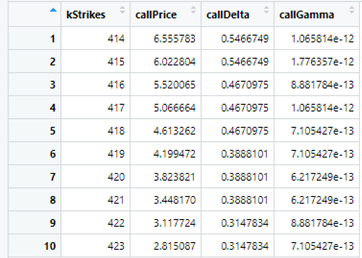 kStrikes callPrice callDelta callGamma
1 414 6.555783 0.5466749 1.065814e-12
2 415 6.022804 0.5466749 1.776357e-12
3 416 5.520065 0.4670975 8.881784e-13
4 417 5.066664 0.4670975 1.065814e-12
5 418 4.613262 0.4670975 7.105427e-13
6 419 4.199472 0.3888101 7.105427e-13
7 420 3.823821 0.3888101 6.217249e-13
8 421 3.448170 0.3888101 6.217249e-13
9 422 3.117724 0.3147834 8.881784e-13
10 423 2.815087 0.3147834 7.105427e-13